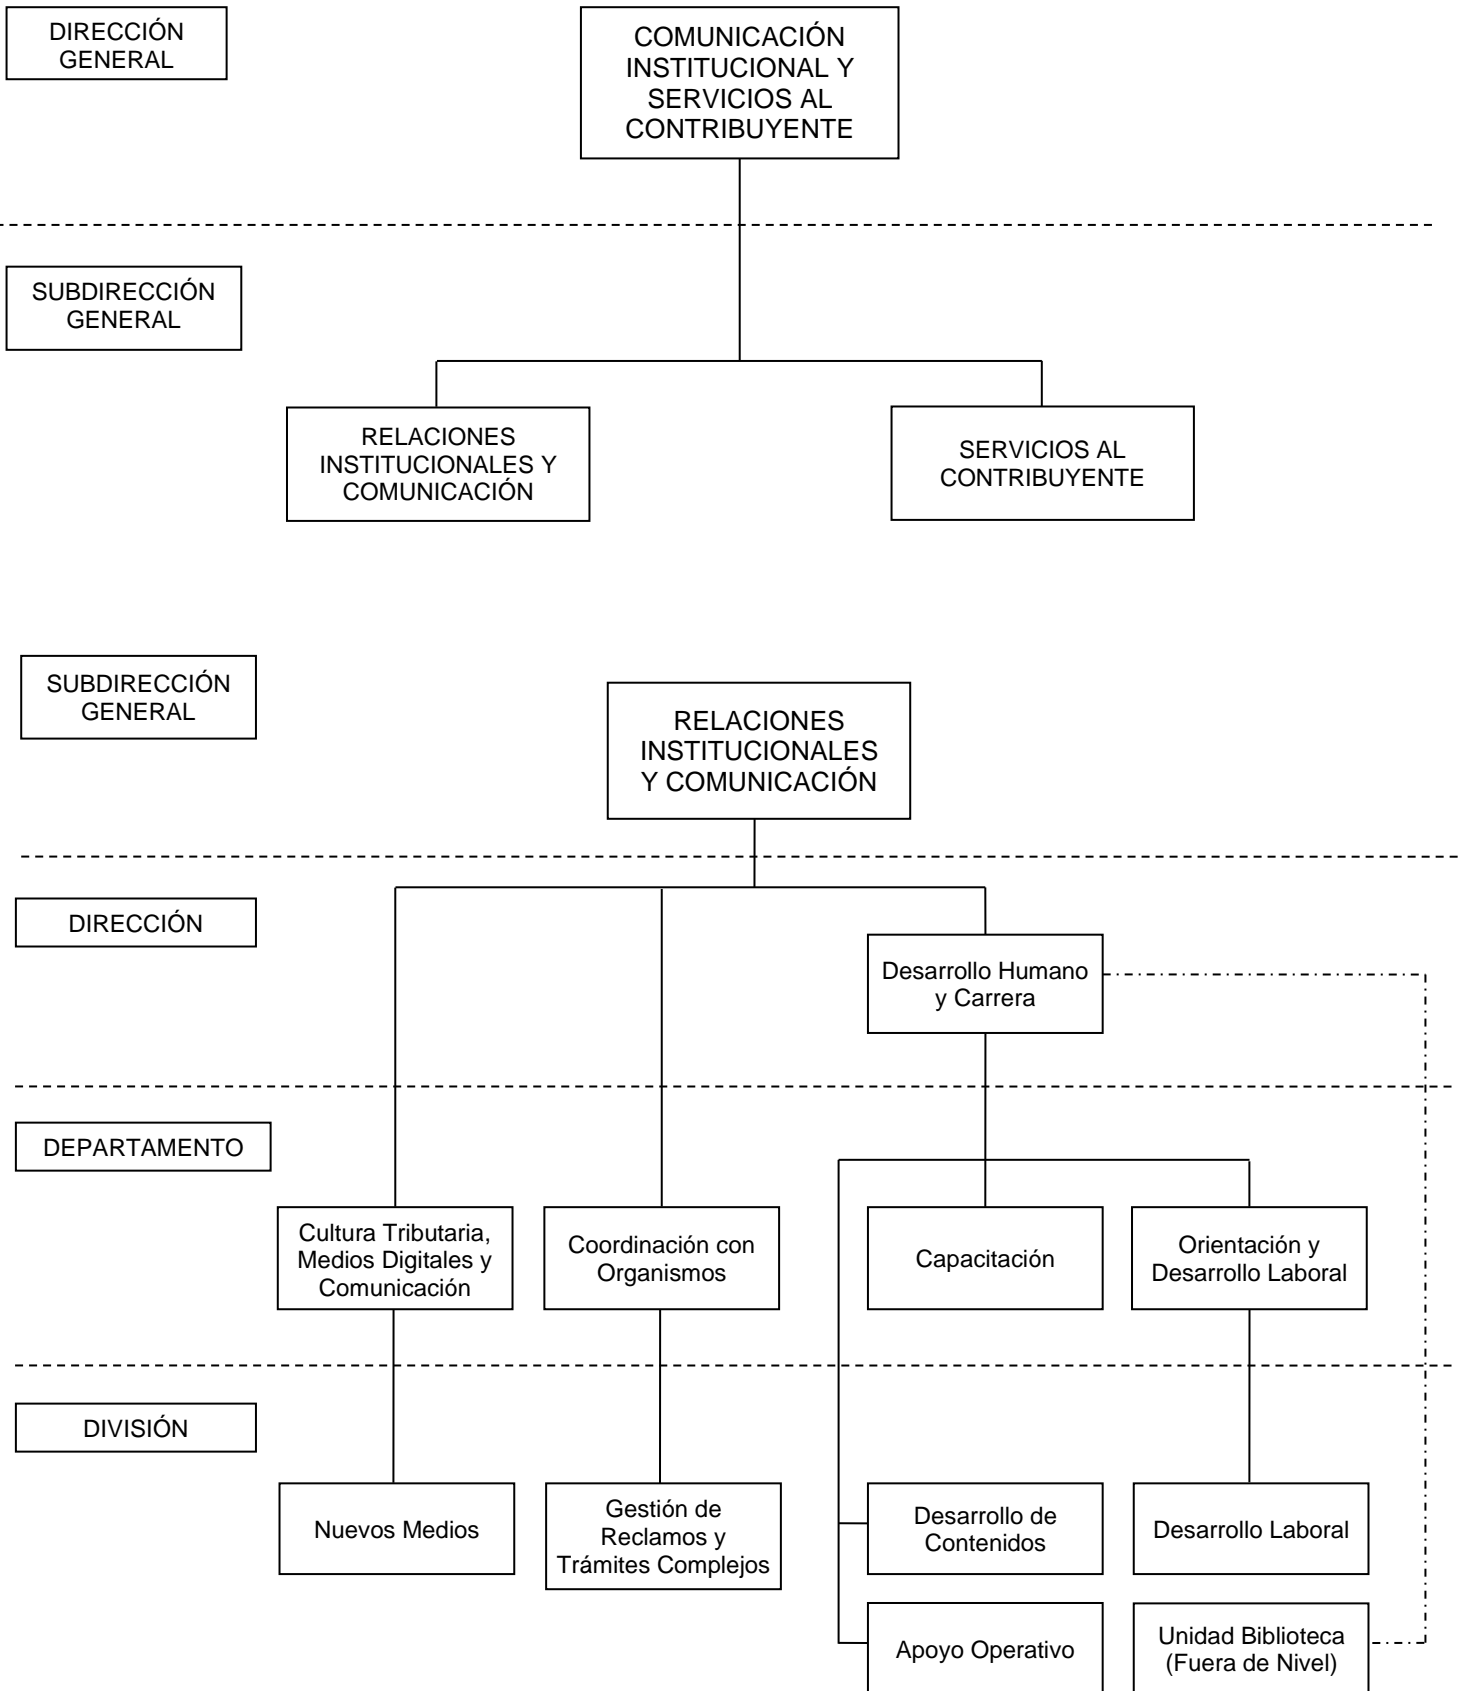 DIRECCIÓN
GENERAL
COMUNICACIÓN
INSTITUCIONAL Y
SERVICIOS AL
CONTRIBUYENTE
SUBDIRECCIÓN
GENERAL
RELACIONES
INSTITUCIONALES Y
COMUNICACIÓN
SERVICIOS AL
CONTRIBUYENTE
SUBDIRECCIÓN
GENERAL
RELACIONES
INSTITUCIONALES
Y COMUNICACIÓN
DIRECCIÓN
Desarrollo Humano
y Carrera
DEPARTAMENTO
Cultura Tributaria,
Medios Digitales y
Comunicación
Coordinación con
Organismos
Capacitación
Orientación y
Desarrollo Laboral
DIVISIÓN
Nuevos Medios
Gestión de
Reclamos y
Trámites Complejos
Desarrollo de
Contenidos
Desarrollo Laboral
Apoyo Operativo
Unidad Biblioteca
(Fuera de Nivel)